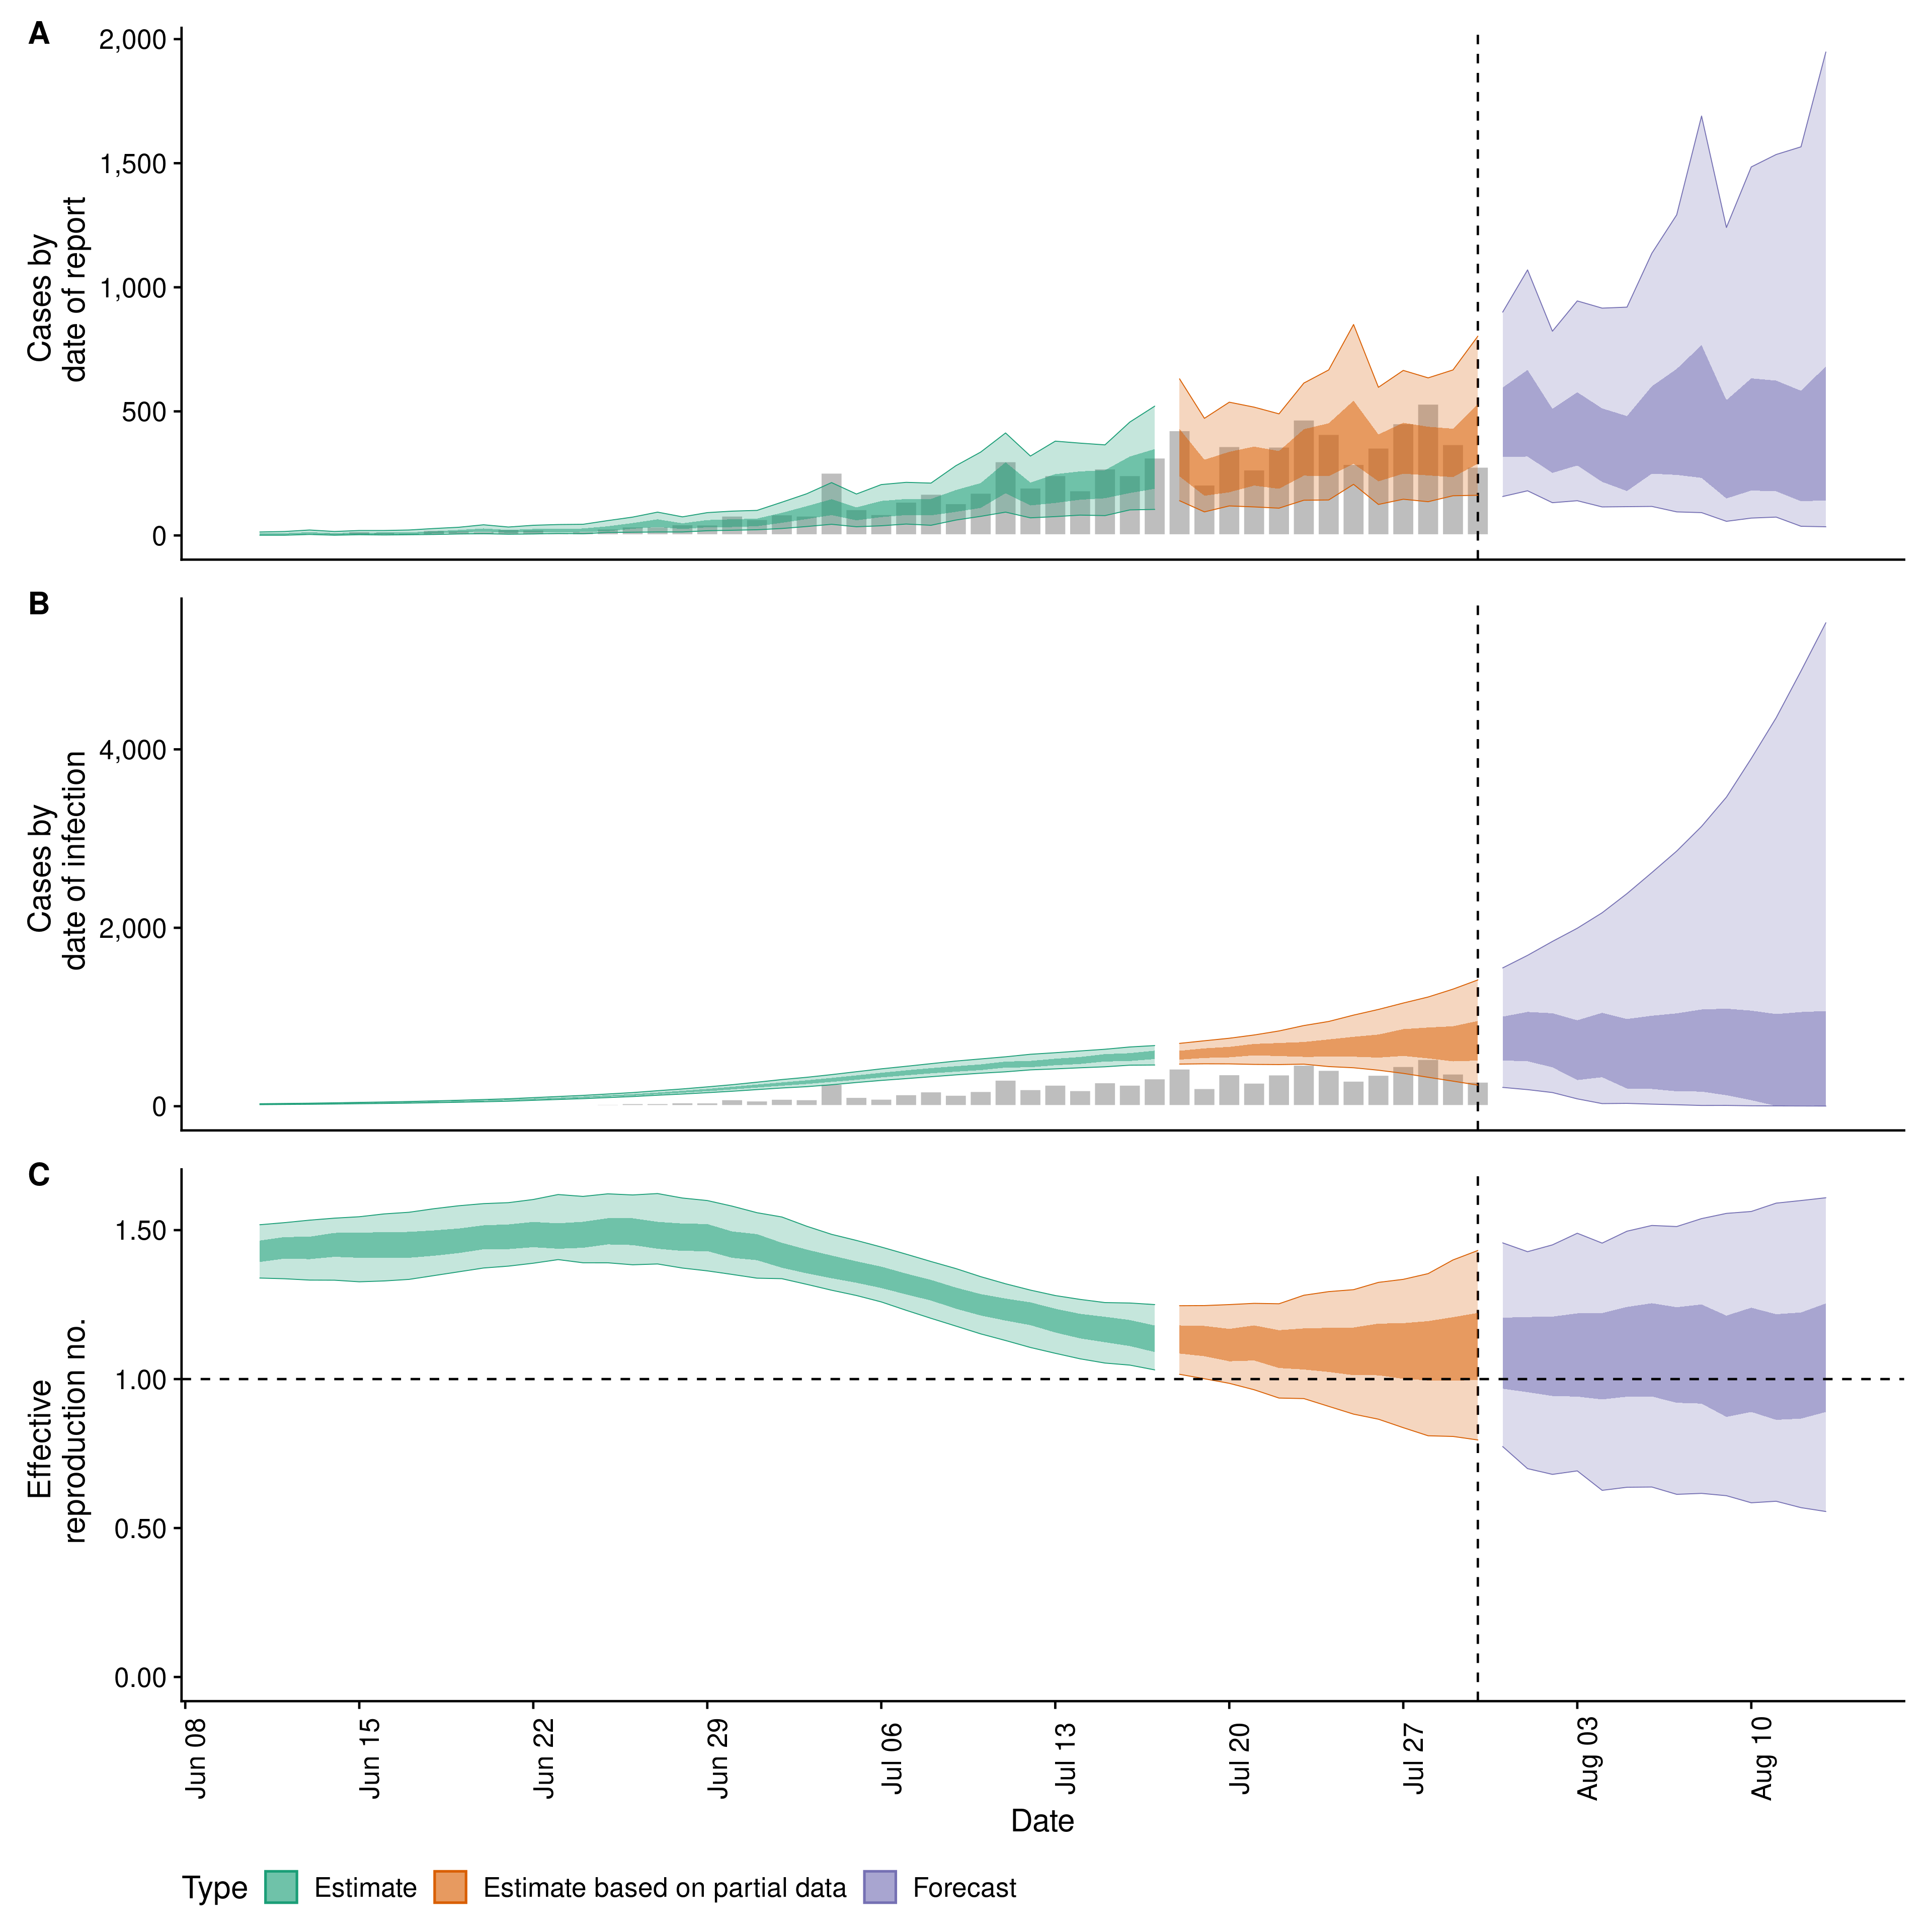 A
Cases by
date of report
2,000
1,500
1,000
500
0
B
Cases by
date of infection
4,000
2,000
0
C
Effective
reproduction no.
1.50
1.00
0.50
0.00
Jun 08
Jun 15
Jun 22
Jun 29
Jul 06
Jul 13
Jul 20
Jul 27
Aug 03
Aug 10
Date
Type Estimate Estimate based on partial data Forecast